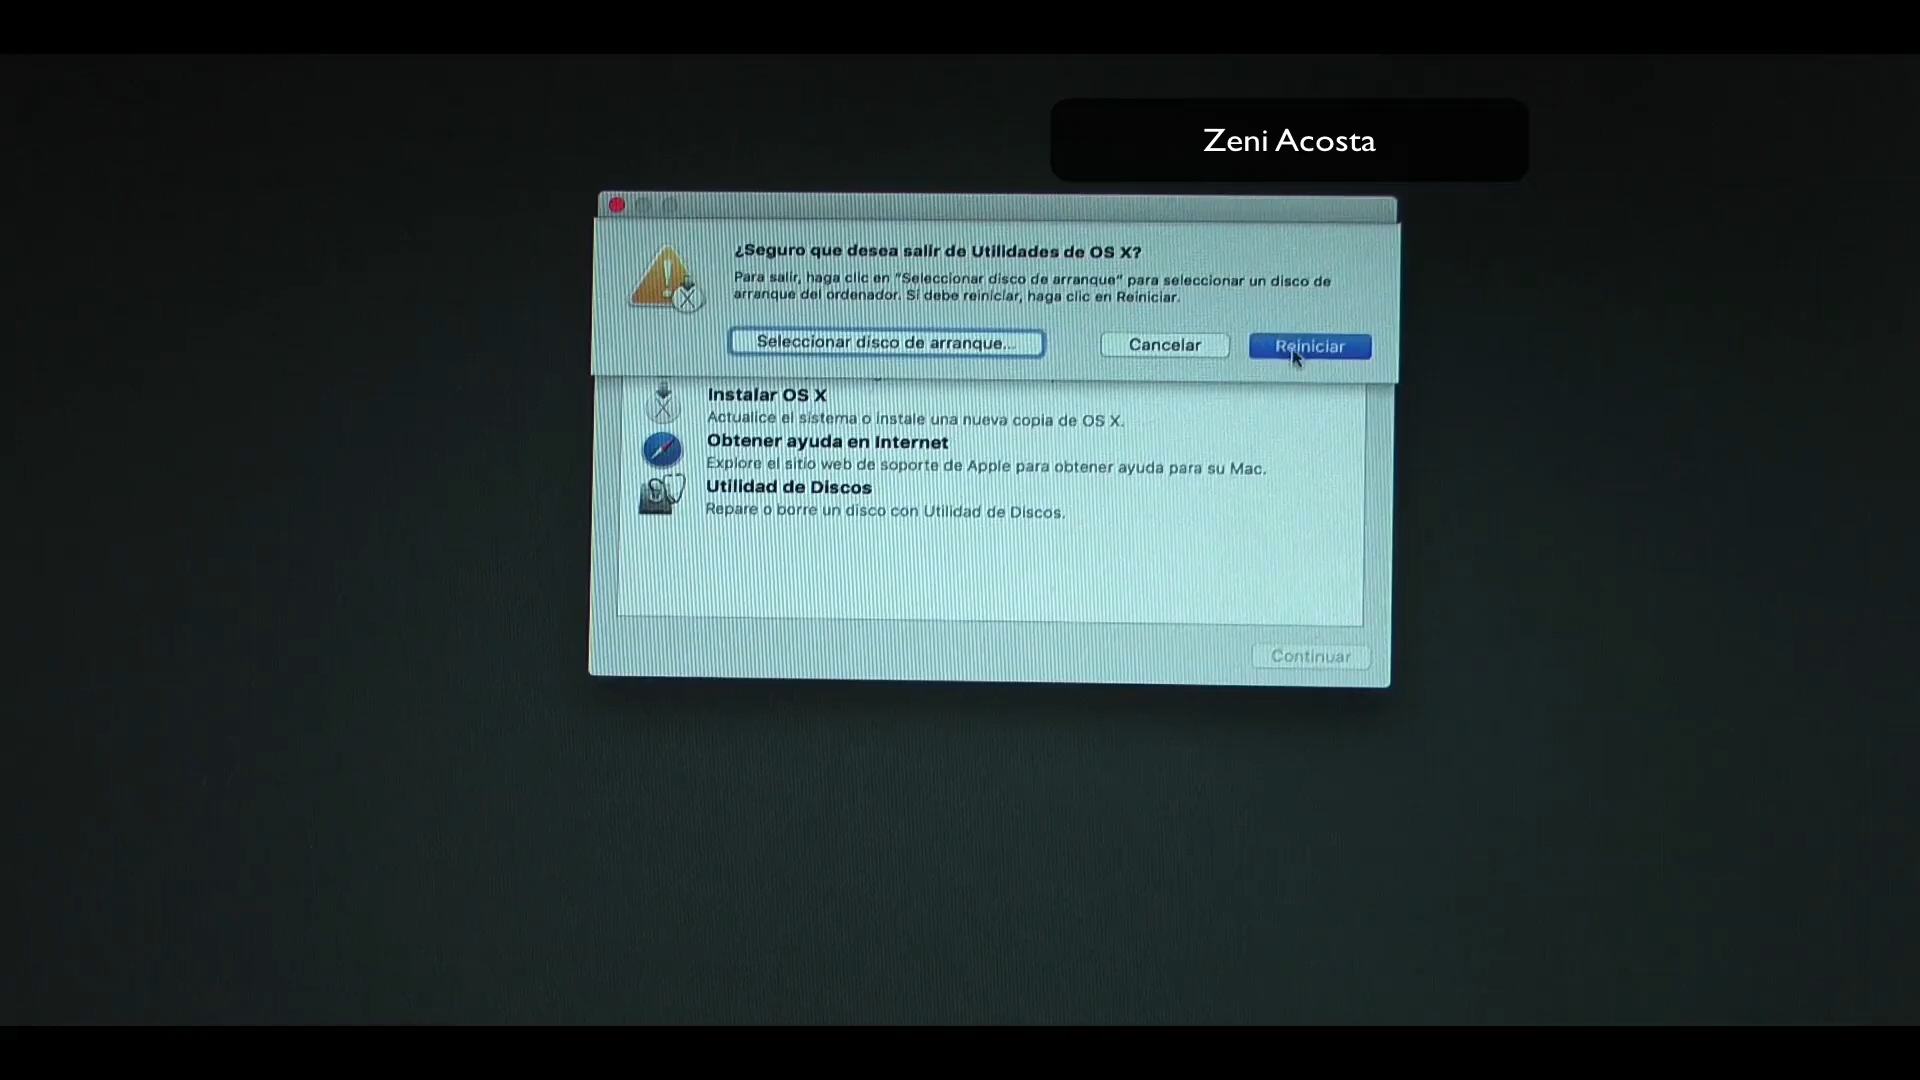 Zeni Acosta
¿Seguro que desea salir de Utilidades de OS X?
Para salir, haga clic en "Seleccionar disco de arranque" para seleccionar un disco de
arranque del ordenador. Si debe reiniciar, haga clic en Reiniciar.
Seleccionar disco de arranque...
Cancelar
Reiniciar
Instalar OS X
Actualice el sistema o instale una nueva copia de OS X.
Obtener ayuda en Internet
Explore el sitio web de soporte de Apple para obtener ayuda para su Mac.
Utilidad de Discos
Repare o borre un disco con Utilidad de Discos.
Continuar